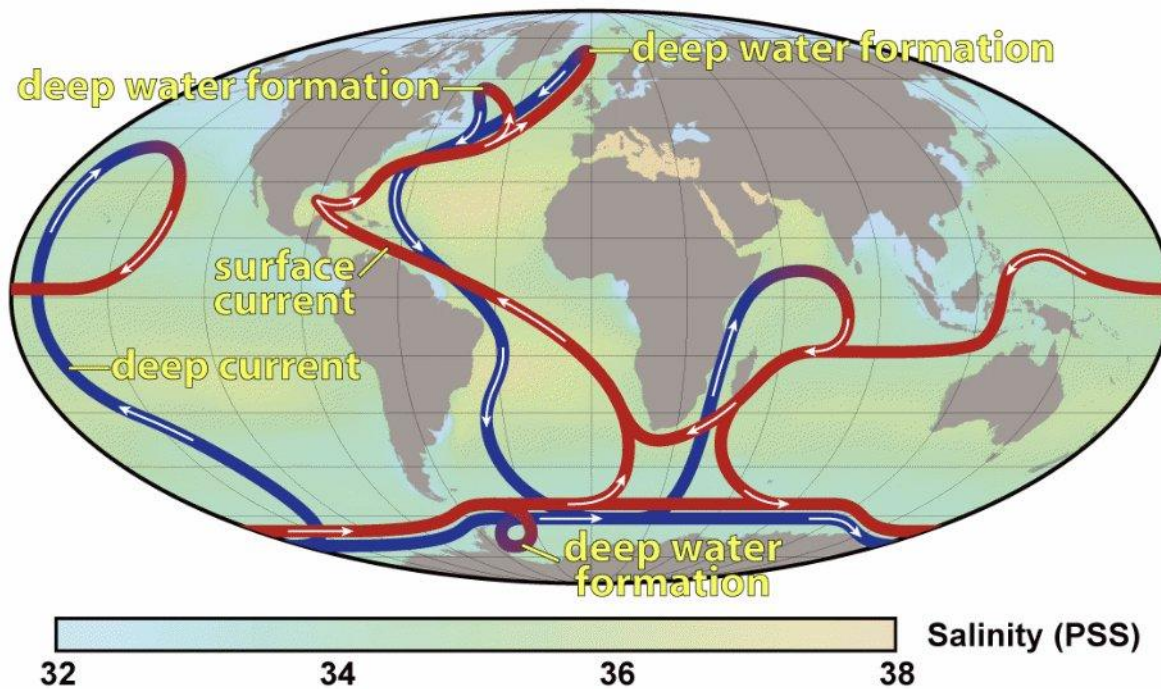 deep water formation
deep water formation
surface
current
deep current
deep water
formation
Salinity (PSS)
32 34 36 38